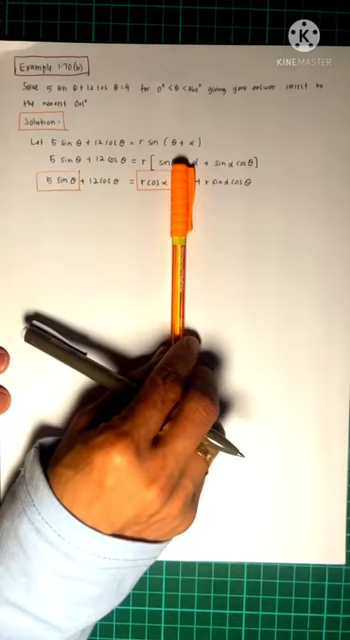 K
KINEMASTER
Example 1.70(b)
Solve 5 sin θ + 12 cos θ = 9 for 0° < θ < 360° giving your answer correct to
the nearest 0.01°
Solution:
Let 5 sin θ + 12 cos θ = r sin (θ + α)
5 sin θ + 12 cos θ = r [ sin α + sin α cos θ]
5 sin θ + 12 cos θ = r cos α + r sin α cos θ